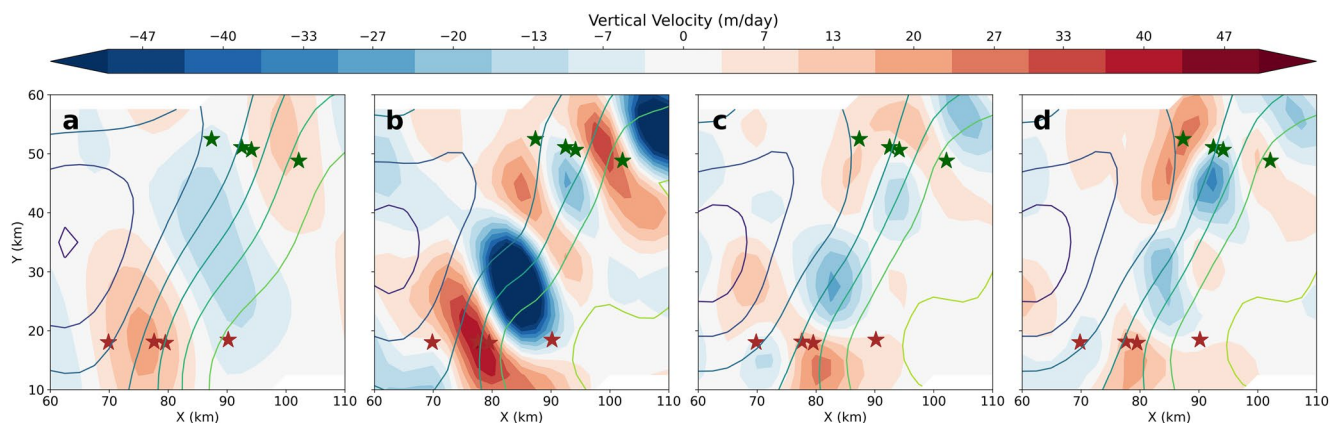 Vertical Velocity (m/day)
−47 −40 −33 −27 −20 −13 −7 0 7 13 20 27 33 40 47
a b c d
60
50
40
30
20
10
Y (km)
60 70 80 90 100 110 60 70 80 90 100 110 60 70 80 90 100 110 60 70 80 90 100 110
X (km) X (km) X (km) X (km)